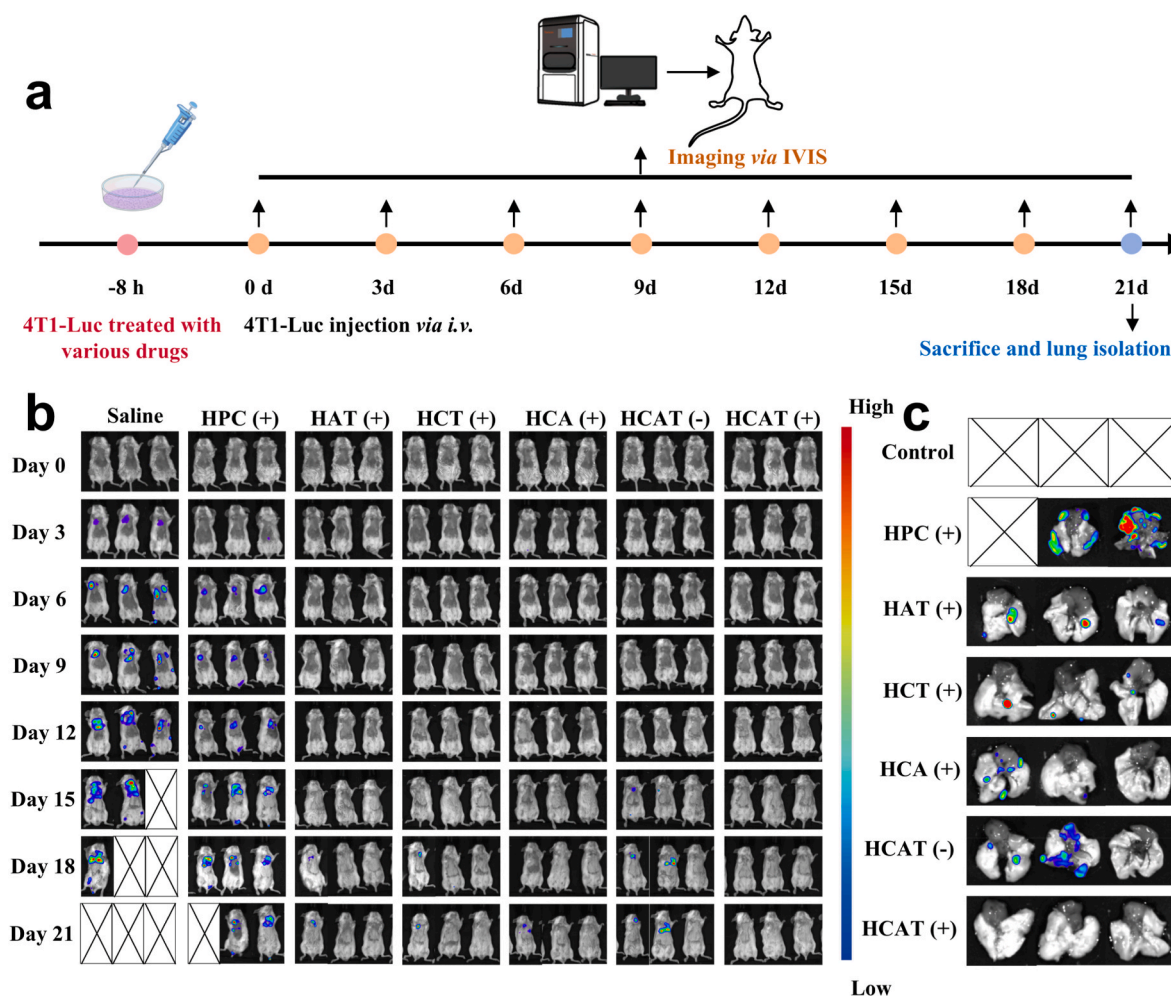 a
Imaging via IVIS
-8 h
0 d
3d
6d
9d
12d
15d
18d
21d
4T1-Luc treated with
various drugs
4T1-Luc injection via i.v.
Sacrifice and lung isolation
b
Saline
HPC (+)
HAT (+)
HCT (+)
HCA (+)
HCAT (-)
HCAT (+)
Day 0
Day 3
Day 6
Day 9
Day 12
Day 15
Day 18
Day 21
High
Low
c
Control
HPC (+)
HAT (+)
HCT (+)
HCA (+)
HCAT (-)
HCAT (+)